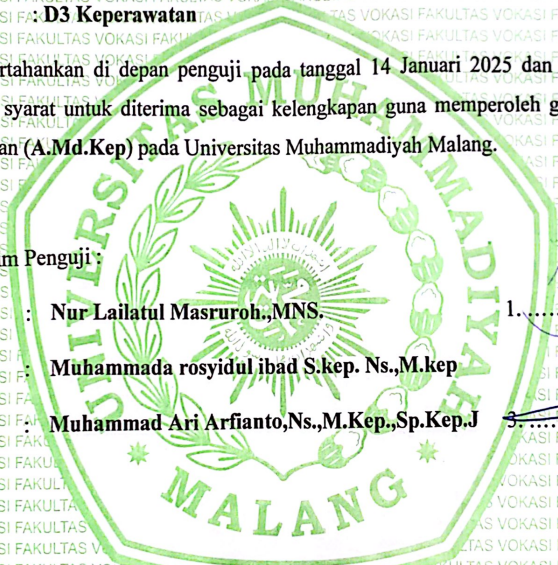 : D3 Keperawatan
ertahankan di depan penguji pada tanggal 14 Januari 2025 dan
syarat untuk diterima sebagai kelengkapan guna memperoleh g
an (A.Md.Kep) pada Universitas Muhammadiyah Malang.
m Penguji :
: Nur Lailatul Masruroh.,MNS. 1. .....
: Muhammada rosyidul ibad S.kep. Ns.,M.kep
: Muhammad Ari Arfianto,Ns.,M.Kep.,Sp.Kep.J 3. ....
UNIVERSITAS MUHAMMADIYAH
MALANG